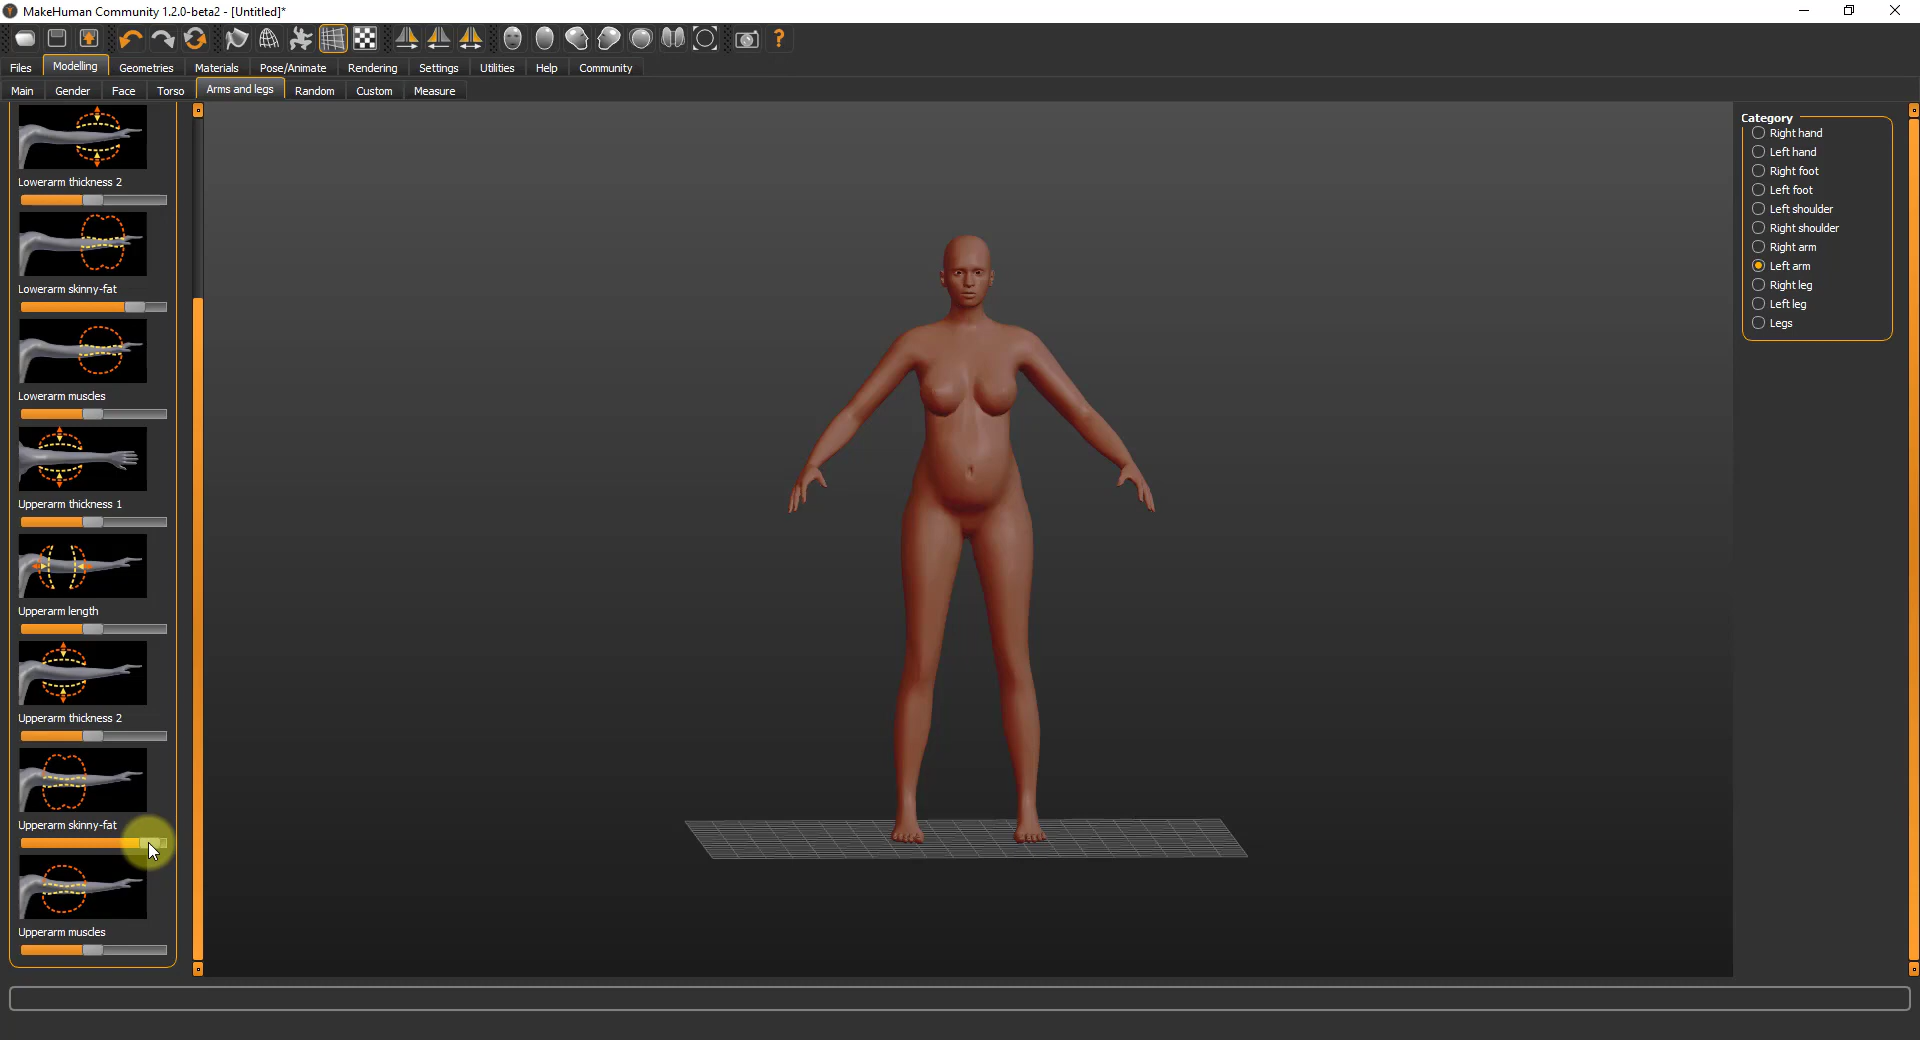 MakeHuman Community 1.2.0-beta2 - [Untitled]*
Files Modelling Geometries Materials Pose/Animate Rendering Settings Utilities Help Community
Main Gender Face Torso Arms and legs Random Custom Measure
Lowerarm thickness 2
Lowerarm skinny-fat
Lowerarm muscles
Upperarm thickness 1
Upperarm length
Upperarm thickness 2
Upperarm skinny-fat
Upperarm muscles
Category
Right hand
Left hand
Right foot
Left foot
Left shoulder
Right shoulder
Right arm
Left arm
Right leg
Left leg
Legs